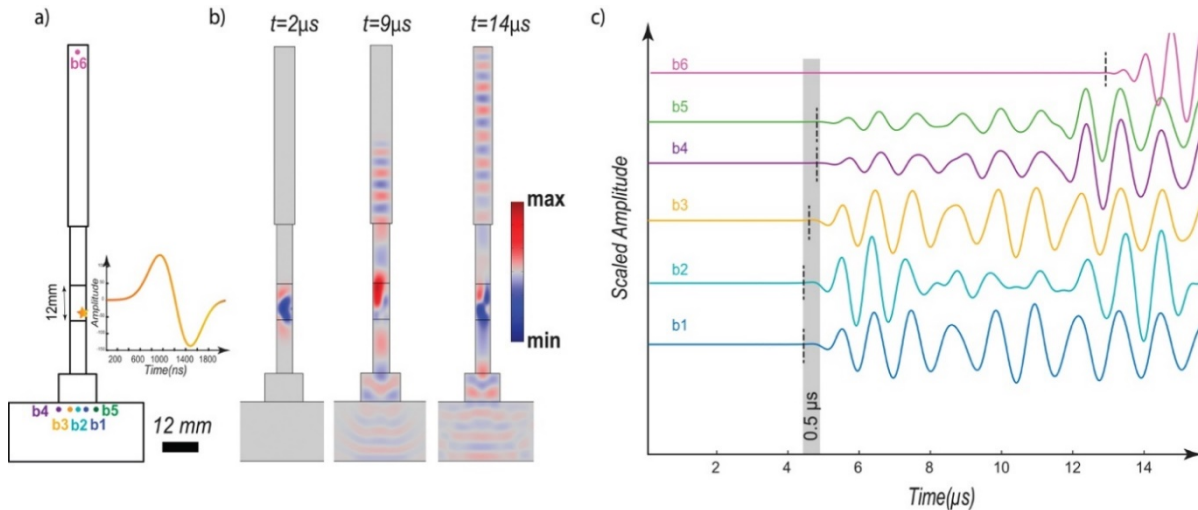 a)
b6
12mm
Amplitude
200 600 1000 1400 1800
Time(ns)
b4
b5
b3
b2
b1
12 mm
b)
t=2µs
t=9µs
t=14µs
max
min
c)
Scaled Amplitude
b6
b5
b4
b3
b2
b1
0.5 µs
2 4 6 8 10 12 14
Time(µs)